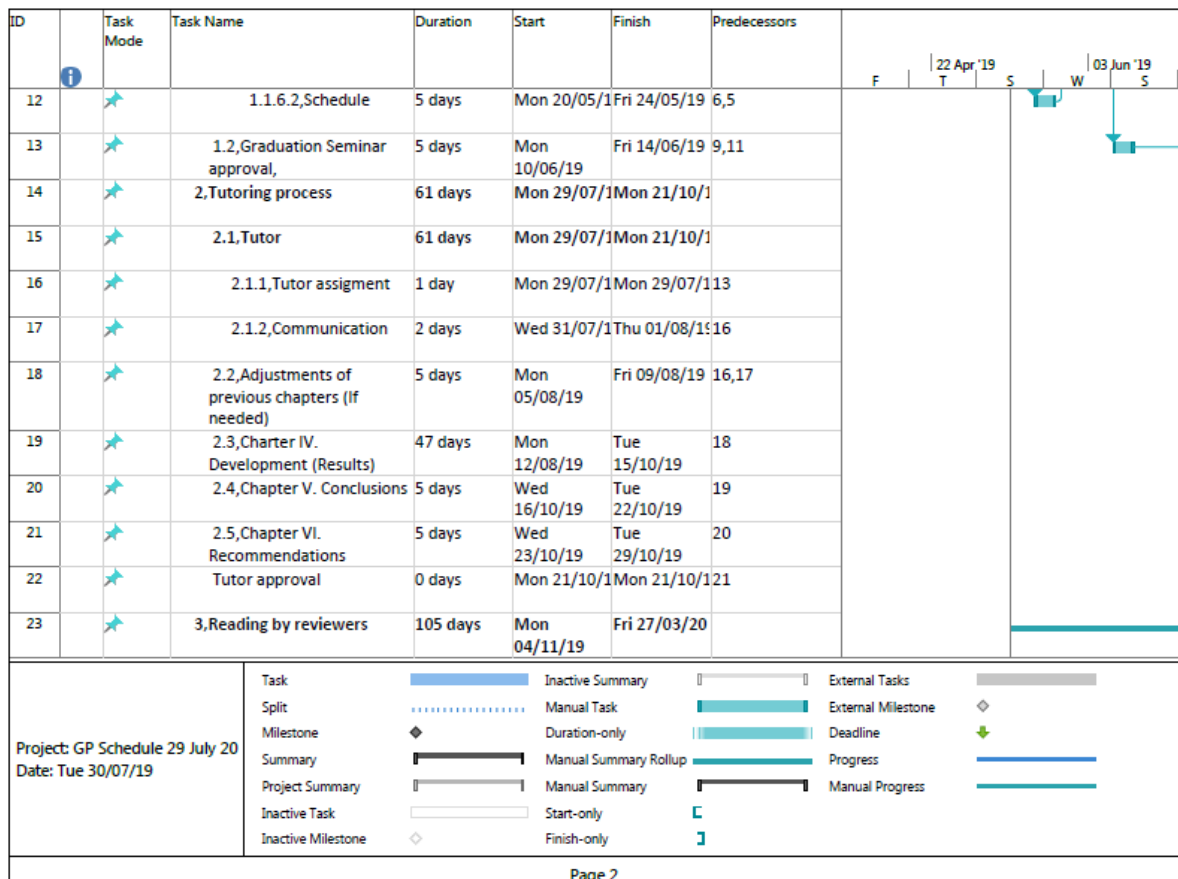 ID Task Mode Task Name Duration Start Finish Predecessors
22 Apr '19 03 Jun '19
F T S W S
12 1.1.6.2,Schedule 5 days Mon 20/05/1 Fri 24/05/19 6,5
13 1.2,Graduation Seminar approval, 5 days Mon 10/06/19 Fri 14/06/19 9,11
14 2,Tutoring process 61 days Mon 29/07/1 Mon 21/10/1
15 2.1,Tutor 61 days Mon 29/07/1 Mon 21/10/1
16 2.1.1,Tutor assigment 1 day Mon 29/07/1 Mon 29/07/1 13
17 2.1.2,Communication 2 days Wed 31/07/1 Thu 01/08/19 16
18 2.2,Adjustments of previous chapters (If needed) 5 days Mon 05/08/19 Fri 09/08/19 16,17
19 2.3,Charter IV. Development (Results) 47 days Mon 12/08/19 Tue 15/10/19 18
20 2.4,Chapter V. Conclusions 5 days Wed 16/10/19 Tue 22/10/19 19
21 2.5,Chapter VI. Recommendations 5 days Wed 23/10/19 Tue 29/10/19 20
22 Tutor approval 0 days Mon 21/10/1 Mon 21/10/1 21
23 3,Reading by reviewers 105 days Mon 04/11/19 Fri 27/03/20
Project: GP Schedule 29 July 20
Date: Tue 30/07/19
Task Inactive Summary External Tasks
Split Manual Task External Milestone
Milestone Duration-only Deadline
Summary Manual Summary Rollup Progress
Project Summary Manual Summary Manual Progress
Inactive Task Start-only
Inactive Milestone Finish-only
Page 2